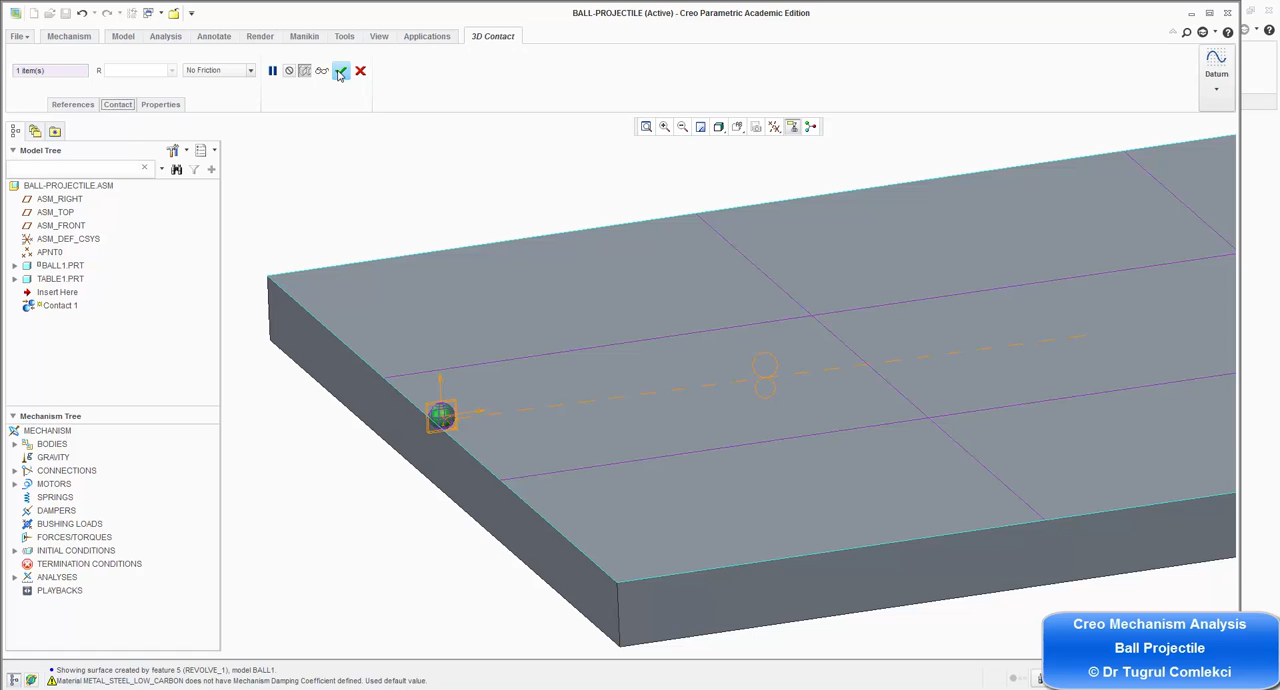 BALL-PROJECTILE (Active) - Creo Parametric Academic Edition
File
Mechanism
Model
Analysis
Annotate
Render
Manikin
Tools
View
Applications
3D Contact
1 item(s)
R
No Friction
References
Contact
Properties
Datum
Model Tree
BALL-PROJECTILE.ASM
ASM_RIGHT
ASM_TOP
ASM_FRONT
ASM_DEF_CSYS
APNT0
BALL1.PRT
TABLE1.PRT
Insert Here
Contact 1
Mechanism Tree
MECHANISM
BODIES
GRAVITY
CONNECTIONS
MOTORS
SPRINGS
DAMPERS
BUSHING LOADS
FORCES/TORQUES
INITIAL CONDITIONS
TERMINATION CONDITIONS
ANALYSES
PLAYBACKS
Creo Mechanism Analysis
Ball Projectile
© Dr Tugrul Comlekci
Showing surface created by feature 5 (REVOLVE_1), model BALL1.
Material METAL_STEEL_LOW_CARBON does not have Mechanism Damping Coefficient defined. Used default value.